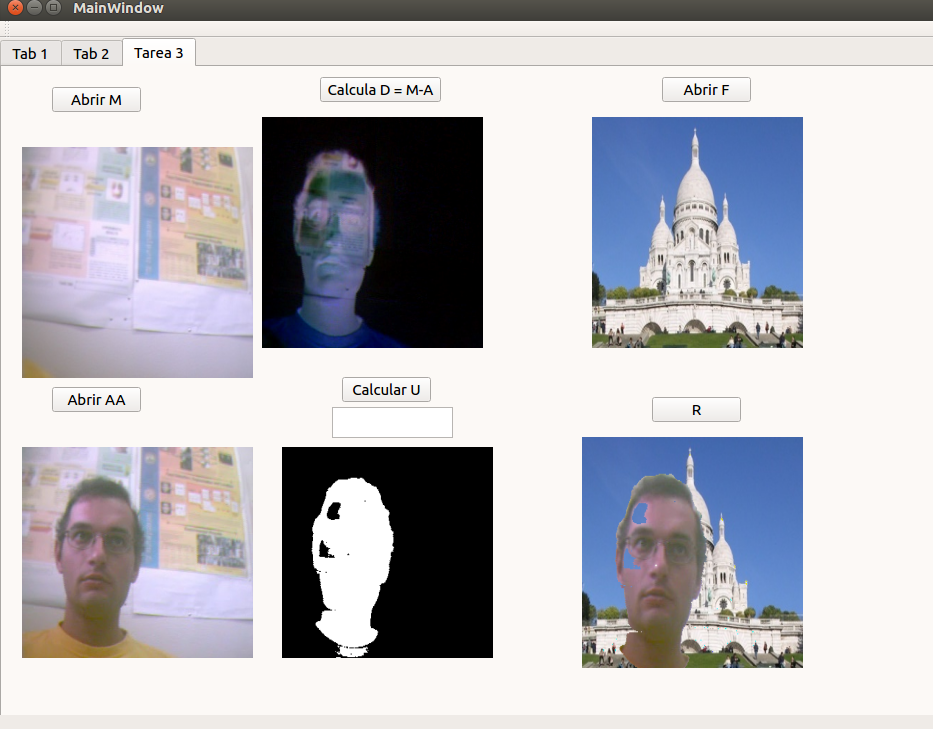 MainWindow
Tab 1
Tab 2
Tarea 3
Abrir M
Calcula D = M-A
Abrir F
Abrir AA
Calcular U
R